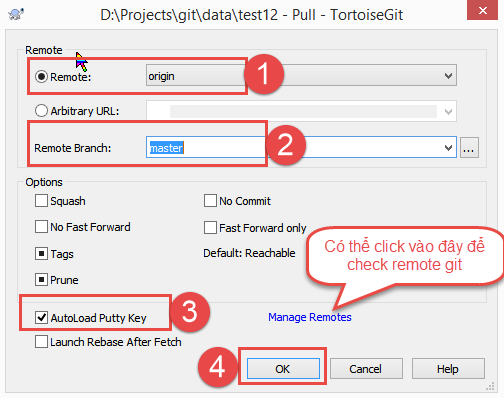 D:\Projects\git\data\test12 - Pull - TortoiseGit
Remote
Remote:
origin
1
Arbitrary URL:
Remote Branch:
master
2
...
Options
Squash
No Commit
No Fast Forward
Fast Forward only
Tags
Default: Reachable
Prune
Có thể click vào đây để
check remote git
AutoLoad Putty Key
3
Manage Remotes
Launch Rebase After Fetch
4
OK
Cancel
Help